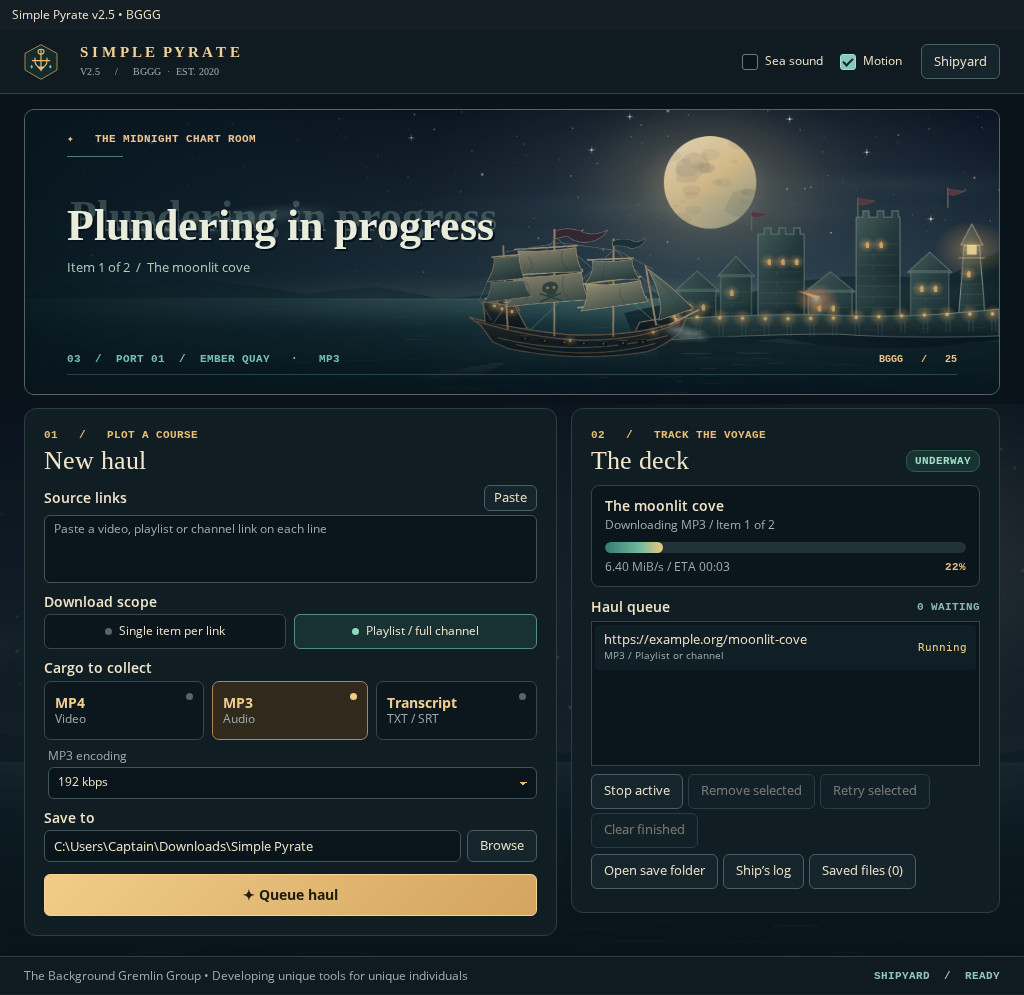 Simple Pyrate v2.5 • BGGG
SIMPLE PYRATE
V2.5 / BGGG · EST. 2020
Sea sound
Motion
Shipyard
✦ THE MIDNIGHT CHART ROOM
Plundering in progress
Item 1 of 2 / The moonlit cove
03 / PORT 01 / EMBER QUAY · MP3
BGGG / 25
01 / PLOT A COURSE
New haul
Source links
Paste
Paste a video, playlist or channel link on each line
Download scope
Single item per link
Playlist / full channel
Cargo to collect
MP4
Video
MP3
Audio
Transcript
TXT / SRT
MP3 encoding
192 kbps
Save to
C:\Users\Captain\Downloads\Simple Pyrate
Browse
✦ Queue haul
02 / TRACK THE VOYAGE
The deck
UNDERWAY
The moonlit cove
Downloading MP3 / Item 1 of 2
6.40 MiB/s / ETA 00:03
22%
Haul queue
0 WAITING
https://example.org/moonlit-cove
MP3 / Playlist or channel
Running
Stop active
Remove selected
Retry selected
Clear finished
Open save folder
Ship's log
Saved files (0)
The Background Gremlin Group • Developing unique tools for unique individuals
SHIPYARD / READY